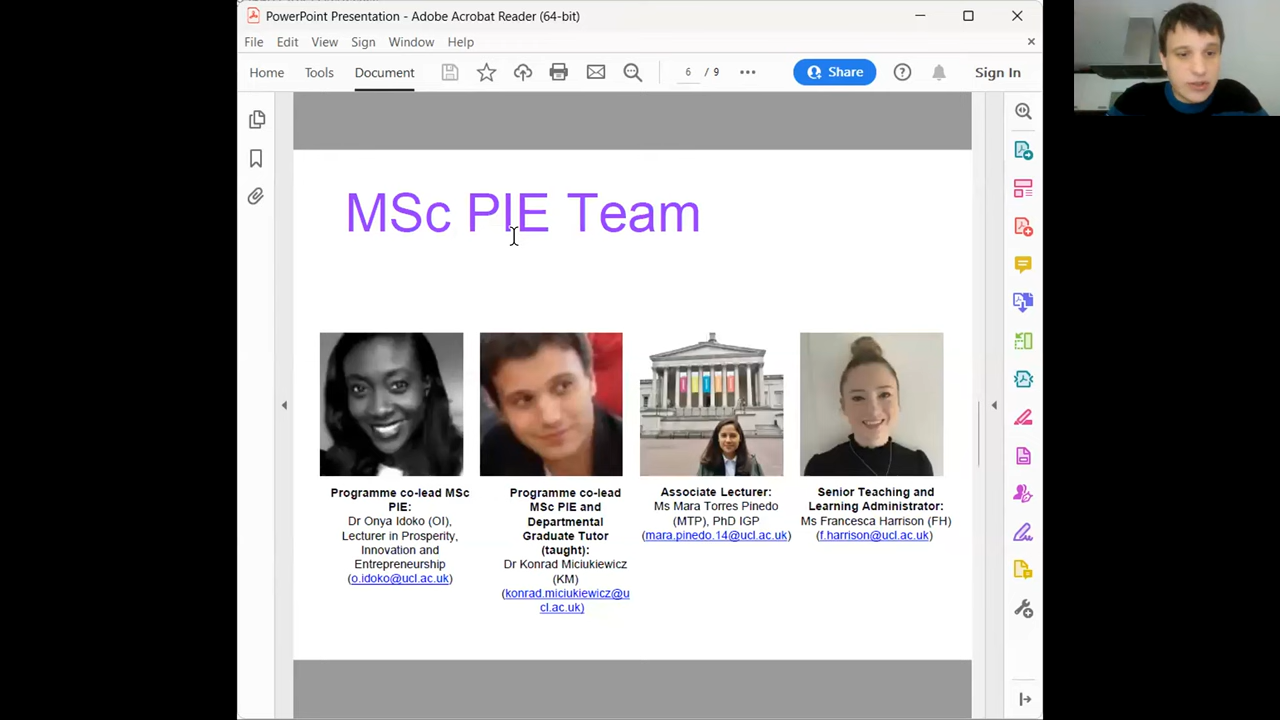 PowerPoint Presentation - Adobe Acrobat Reader (64-bit)
File Edit View Sign Window Help
Home Tools Document 6 / 9 Share Sign In
MSc PIE Team
Programme co-lead MSc
PIE:
Dr Onya Idoko (OI),
Lecturer in Prosperity,
Innovation and
Entrepreneurship
(o.idoko@ucl.ac.uk)
Programme co-lead
MSc PIE and
Departmental
Graduate Tutor
(taught):
Dr Konrad Miciukiewicz
(KM)
(konrad.miciukiewicz@u
cl.ac.uk)
Associate Lecturer:
Ms Mara Torres Pinedo
(MTP), PhD IGP
(mara.pinedo.14@ucl.ac.uk)
Senior Teaching and
Learning Administrator:
Ms Francesca Harrison (FH)
(f.harrison@ucl.ac.uk)